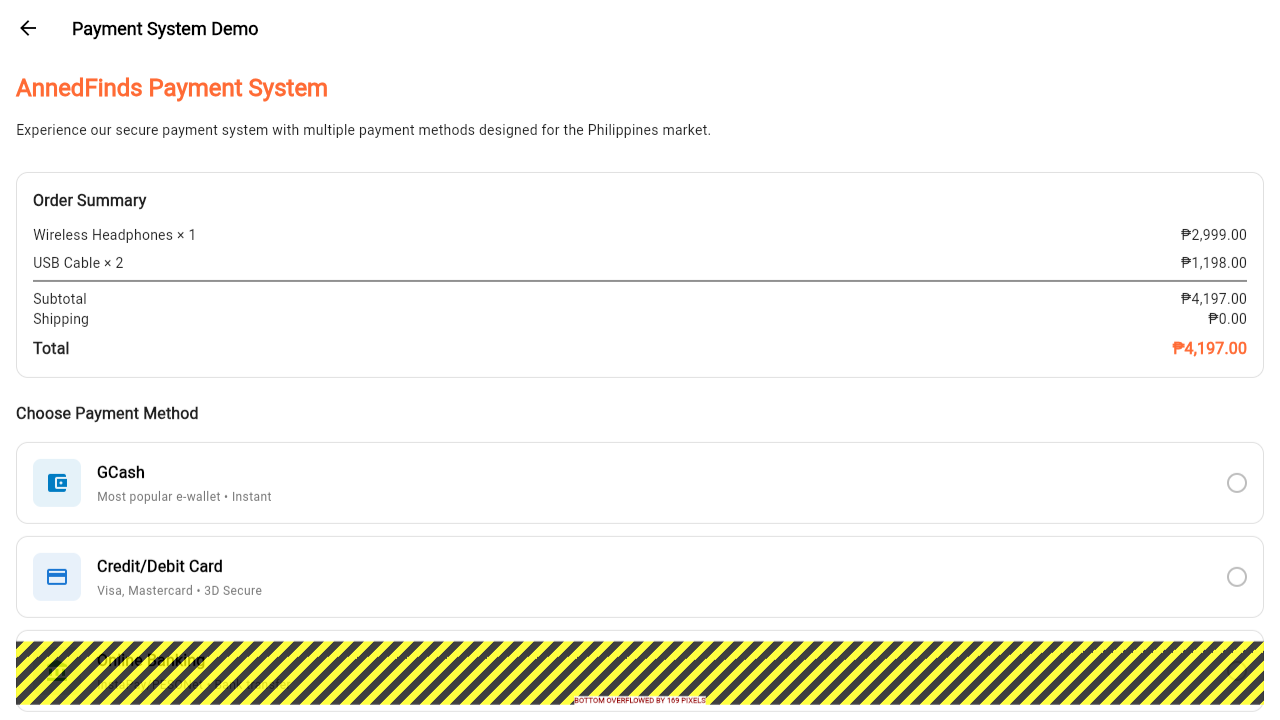 Payment System Demo
AnnedFinds Payment System
Experience our secure payment system with multiple payment methods designed for the Philippines market.
Order Summary
Wireless Headphones × 1 ₱2,999.00
USB Cable × 2 ₱1,198.00
Subtotal ₱4,197.00
Shipping ₱0.00
Total ₱4,197.00
Choose Payment Method
GCash
Most popular e-wallet • Instant
Credit/Debit Card
Visa, Mastercard • 3D Secure
Online Banking
BOTTOM OVERFLOWED BY 169 PIXELS